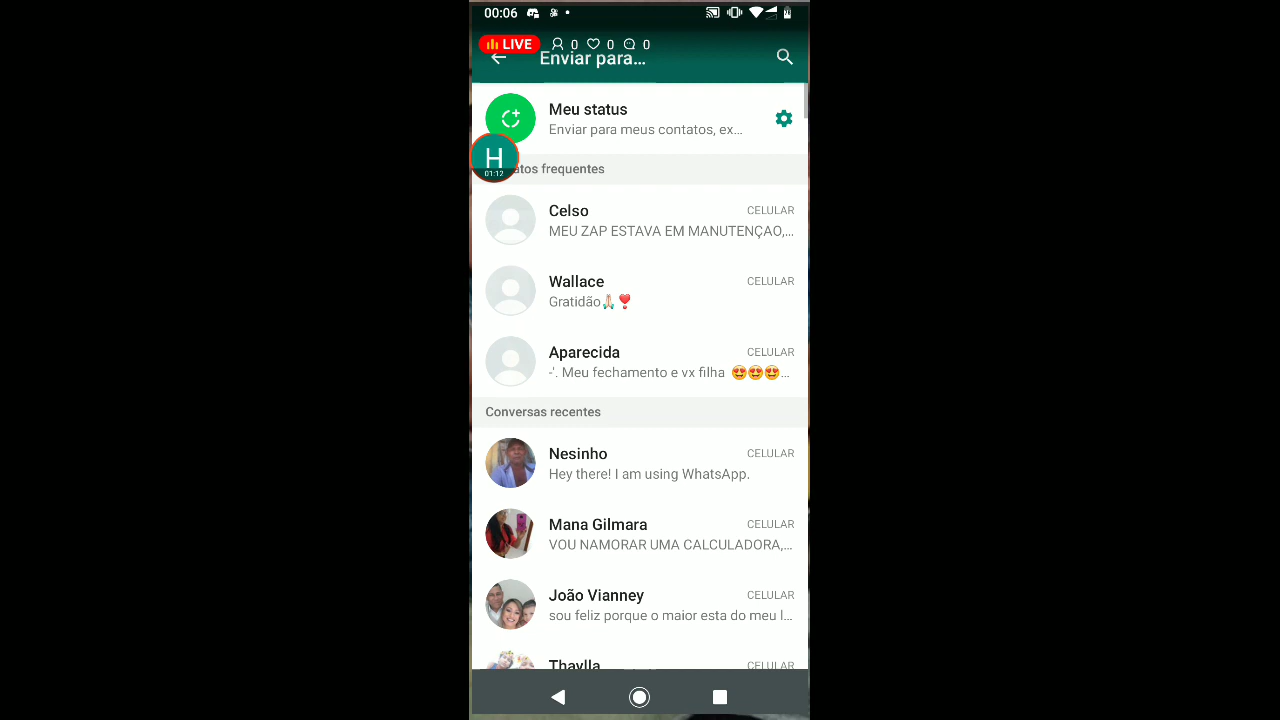 00:06
LIVE 0 0 0
Enviar para...
Meu status
Enviar para meus contatos, ex...
H
01:12
atos frequentes
Celso CELULAR
MEU ZAP ESTAVA EM MANUTENÇAO,...
Wallace CELULAR
Gratidão🙏🏻❣️
Aparecida CELULAR
-'. Meu fechamento e vx filha 😍😍😍...
Conversas recentes
Nesinho CELULAR
Hey there! I am using WhatsApp.
Mana Gilmara CELULAR
VOU NAMORAR UMA CALCULADORA,...
João Vianney CELULAR
sou feliz porque o maior esta do meu l...
Thaylla CELULAR